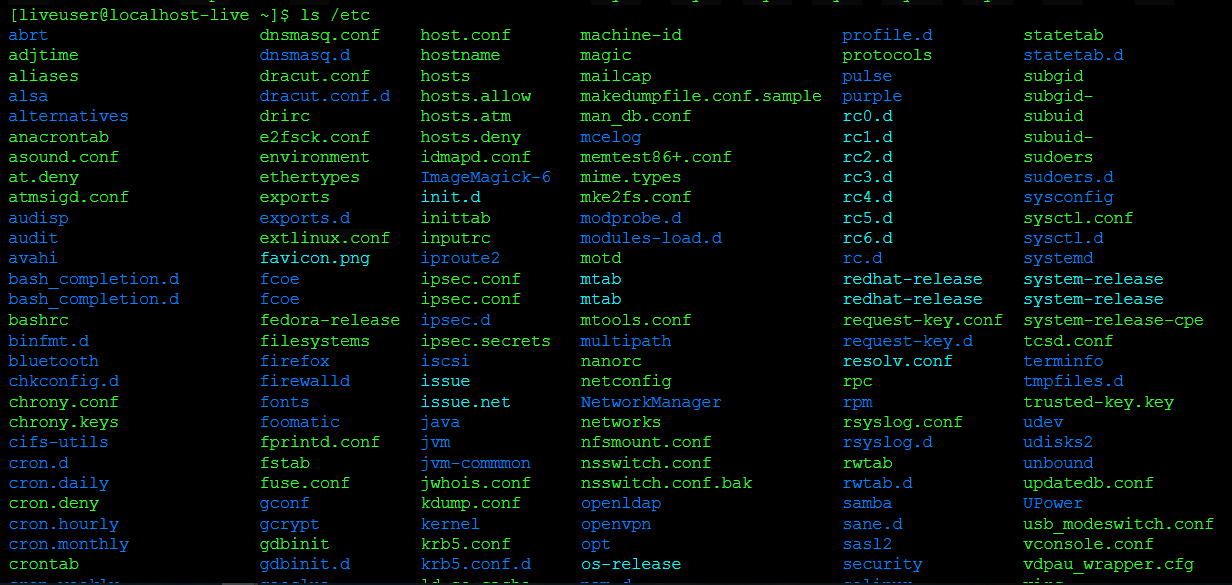 [liveuser@localhost-live ~]$ ls /etc
abrt dnsmasq.conf host.conf machine-id profile.d statetab
adjtime dnsmasq.d hostname magic protocols statetab.d
aliases dracut.conf hosts mailcap pulse subgid
alsa dracut.conf.d hosts.allow makedumpfile.conf.sample purple subgid-
alternatives drirc hosts.atm man_db.conf rc0.d subuid
anacrontab e2fsck.conf hosts.deny mcelog rc1.d subuid-
asound.conf environment idmapd.conf memtest86+.conf rc2.d sudoers
at.deny ethertypes ImageMagick-6 mime.types rc3.d sudoers.d
atmsigd.conf exports init.d mke2fs.conf rc4.d sysconfig
audisp exports.d inittab modprobe.d rc5.d sysctl.conf
audit extlinux.conf inputrc modules-load.d rc6.d sysctl.d
avahi favicon.png iproute2 motd rc.d systemd
bash_completion.d fcoe ipsec.conf mtab redhat-release system-release
bash_completion.d fcoe ipsec.conf mtab redhat-release system-release
bashrc fedora-release ipsec.d mtools.conf request-key.conf system-release-cpe
binfmt.d filesystems ipsec.secrets multipath request-key.d tcsd.conf
bluetooth firefox iscsi nanorc resolv.conf terminfo
chkconfig.d firewalld issue netconfig rpc tmpfiles.d
chrony.conf fonts issue.net NetworkManager rpm trusted-key.key
chrony.keys foomatic java networks rsyslog.conf udev
cifs-utils fprintd.conf jvm nfsmount.conf rsyslog.d udisks2
cron.d fstab jvm-commmon nsswitch.conf rwtab unbound
cron.daily fuse.conf jwhois.conf nsswitch.conf.bak rwtab.d updatedb.conf
cron.deny gconf kdump.conf openldap samba UPower
cron.hourly gcrypt kernel openvpn sane.d usb_modeswitch.conf
cron.monthly gdbinit krb5.conf opt sasl2 vconsole.conf
crontab gdbinit.d krb5.conf.d os-release security vdpau_wrapper.cfg